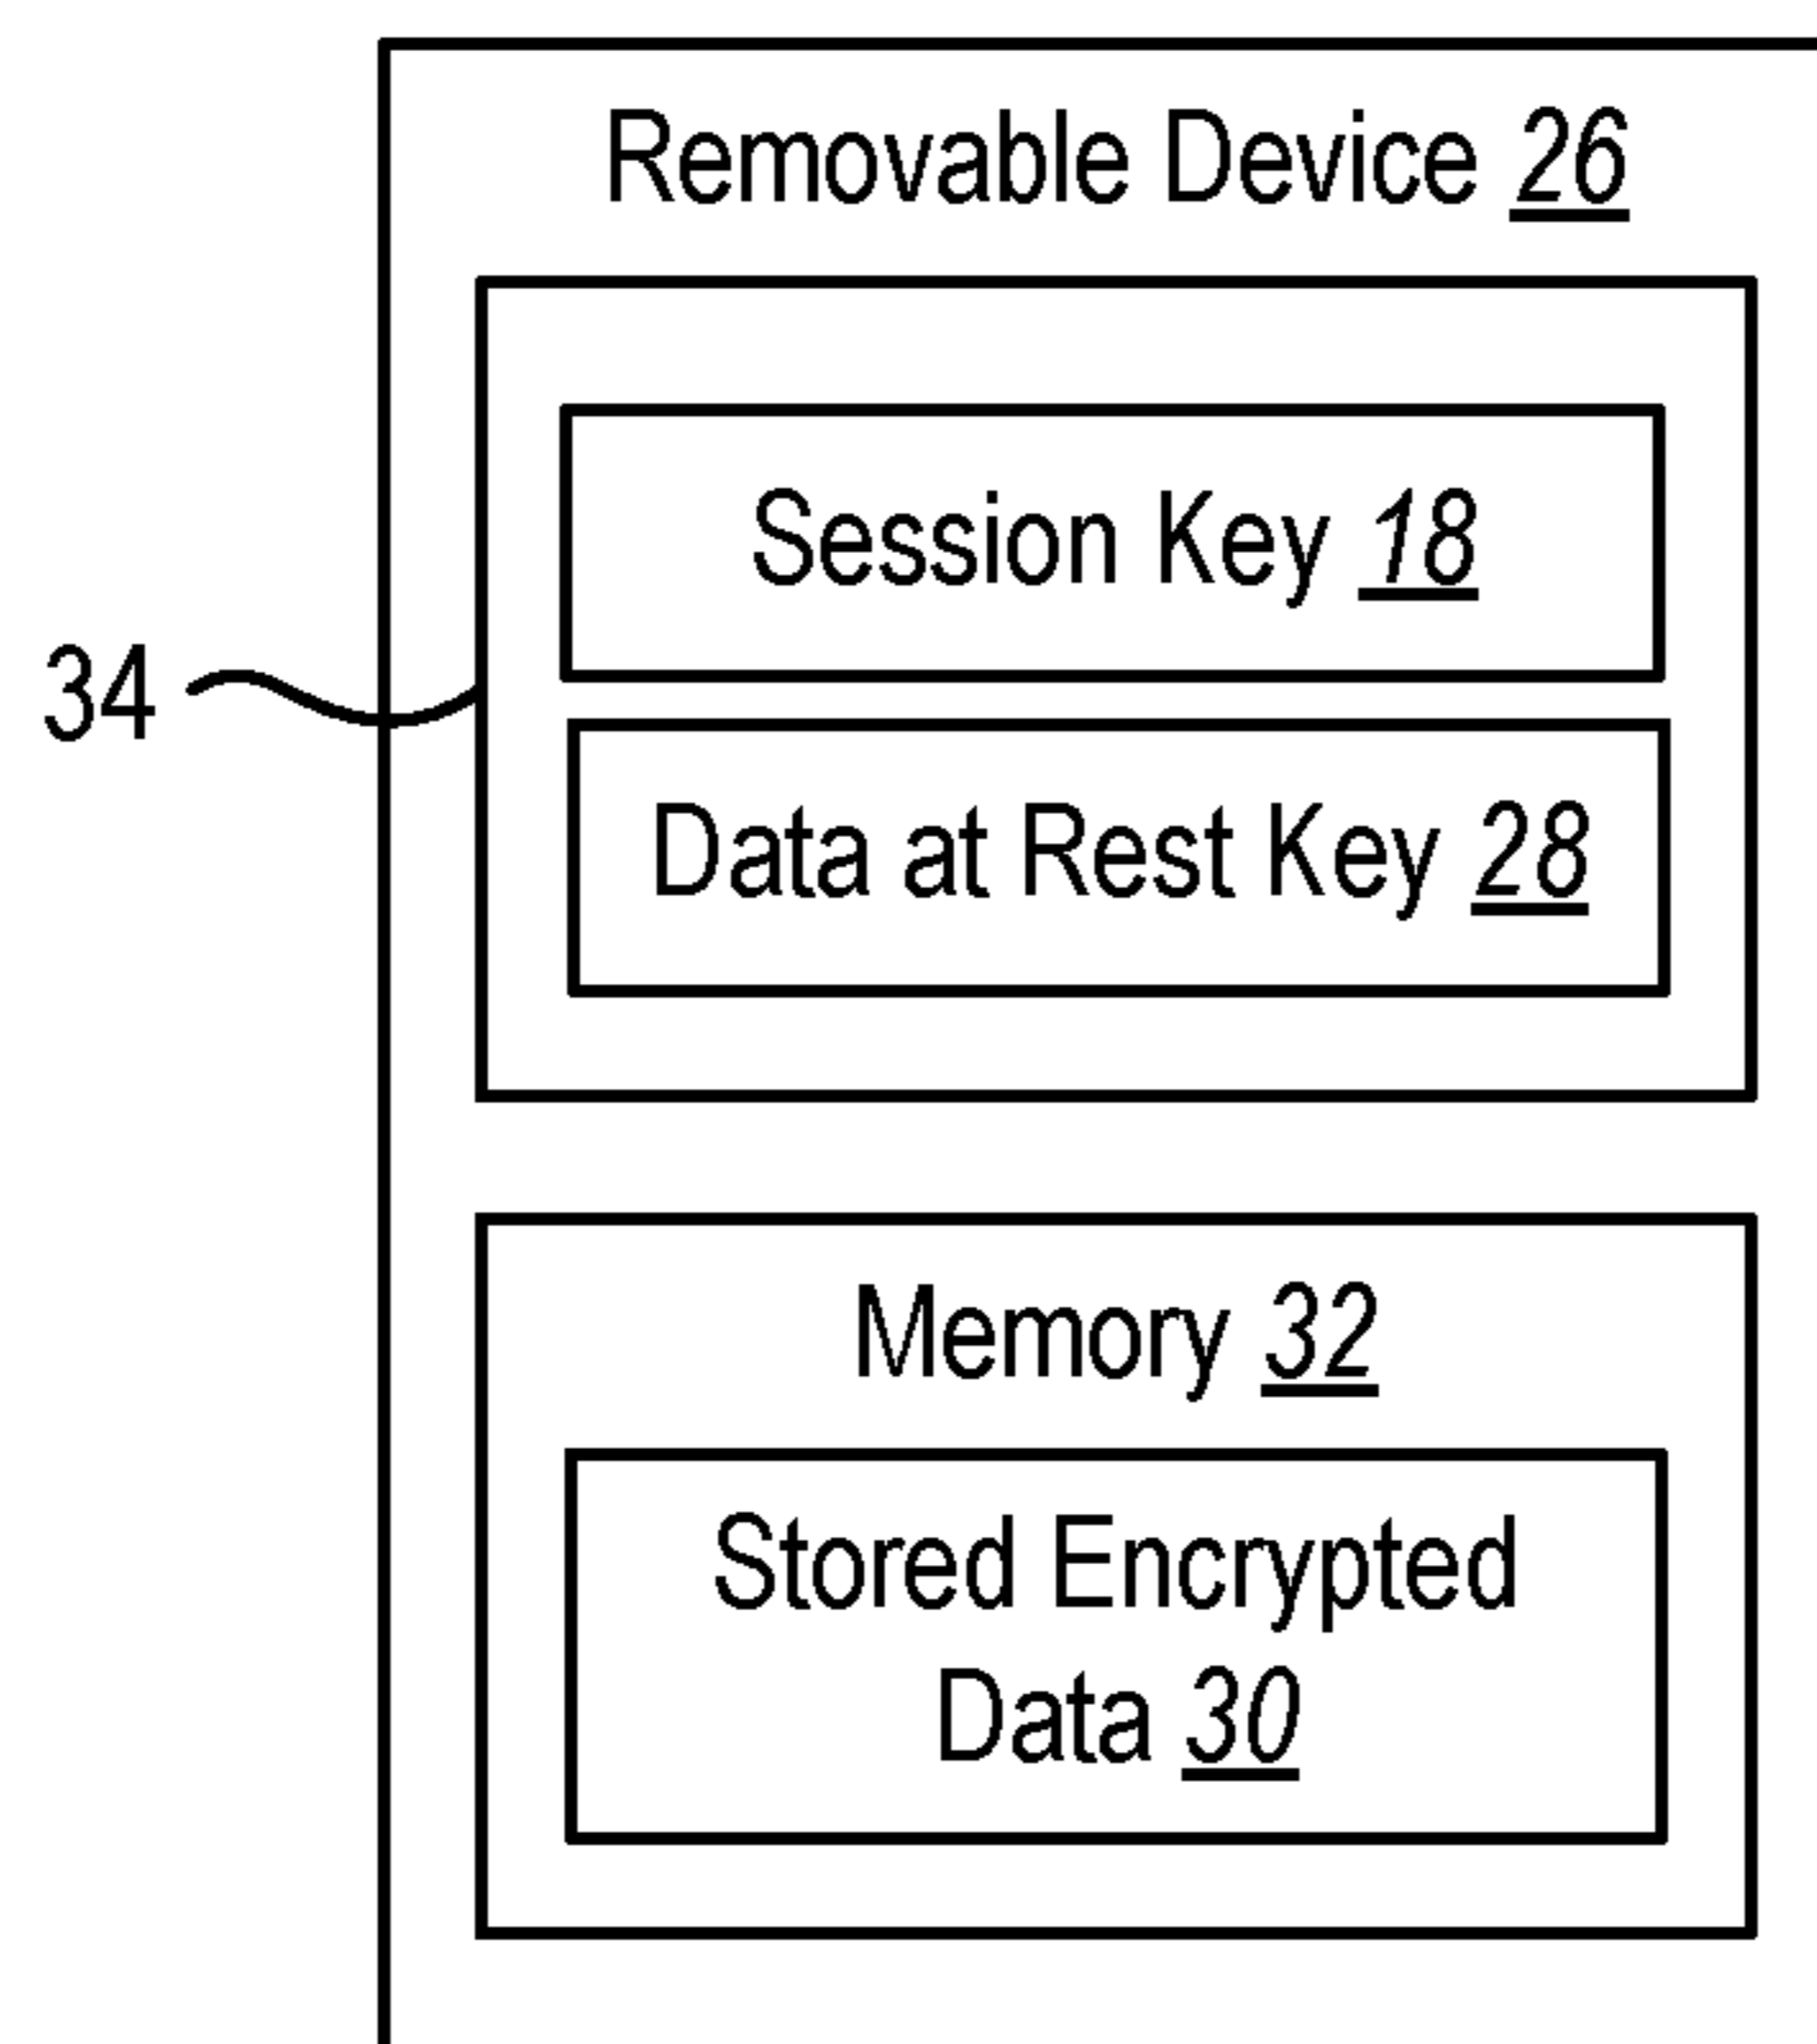 Removable Device 26
Session Key 18
34
Data at Rest Key 28
Memory 32
Stored Encrypted
Data 30